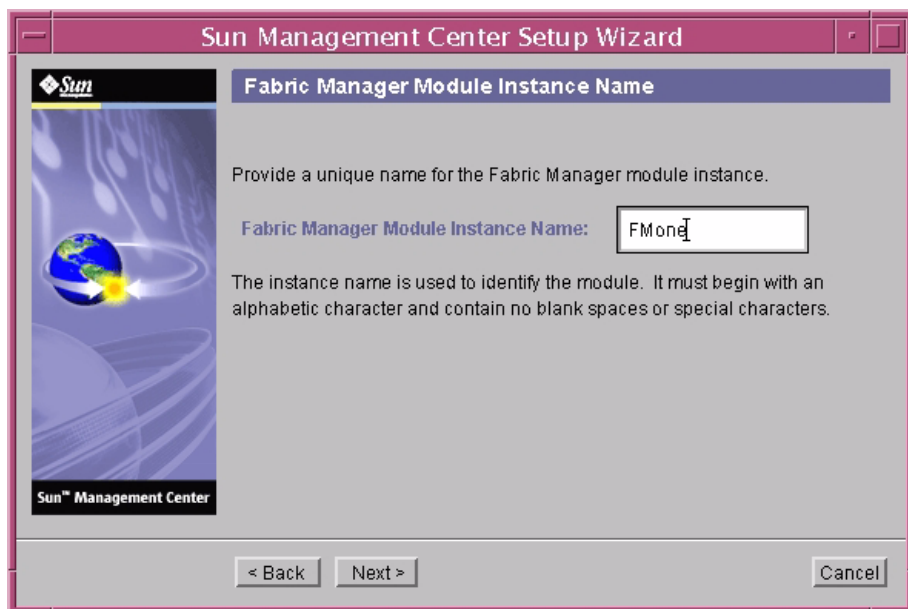 Sun Management Center Setup Wizard
Sun
Fabric Manager Module Instance Name
Provide a unique name for the Fabric Manager module instance.
Fabric Manager Module Instance Name: FMone
The instance name is used to identify the module. It must begin with an
alphabetic character and contain no blank spaces or special characters.
Sun™ Management Center
< Back Next > Cancel